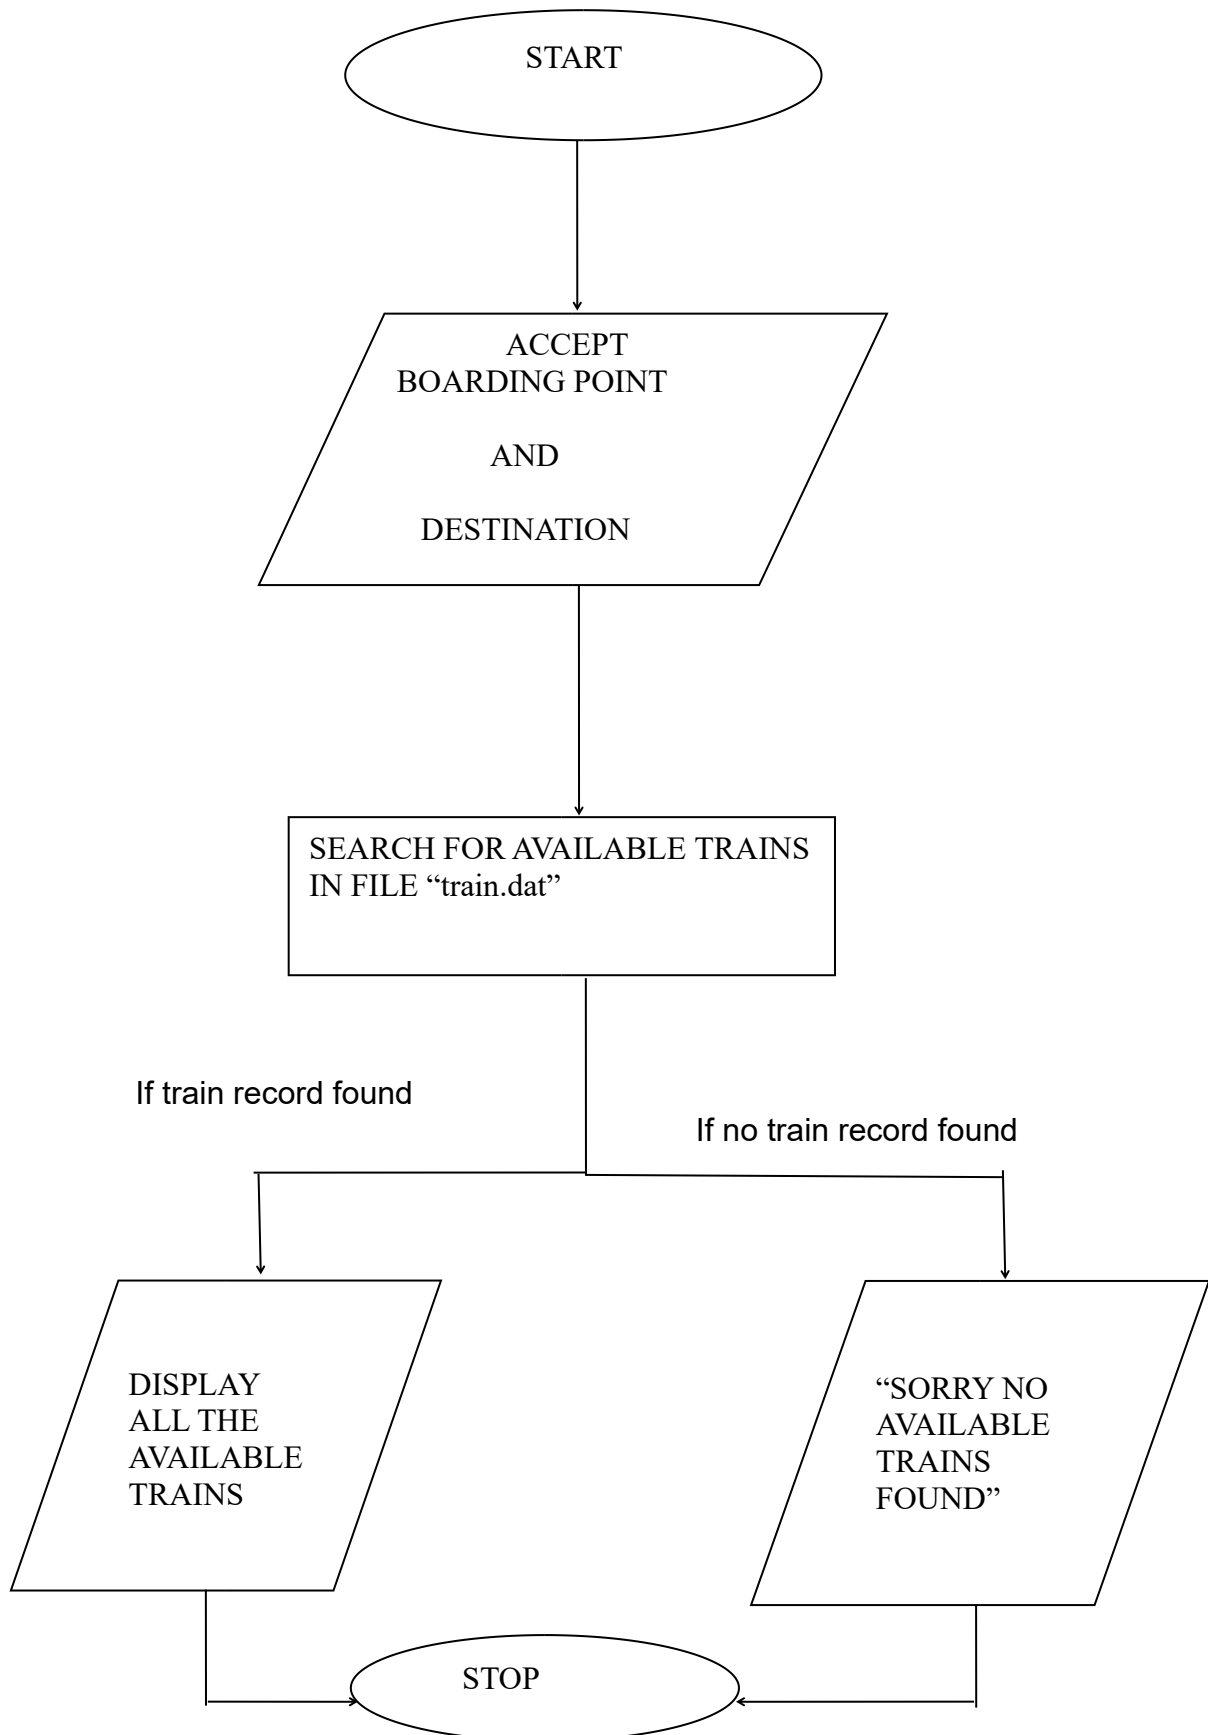 START
ACCEPT
BOARDING POINT
AND
DESTINATION
SEARCH FOR AVAILABLE TRAINS
IN FILE “train.dat”
If train record found
If no train record found
DISPLAY
ALL THE
AVAILABLE
TRAINS
“SORRY NO
AVAILABLE
TRAINS
FOUND”
STOP